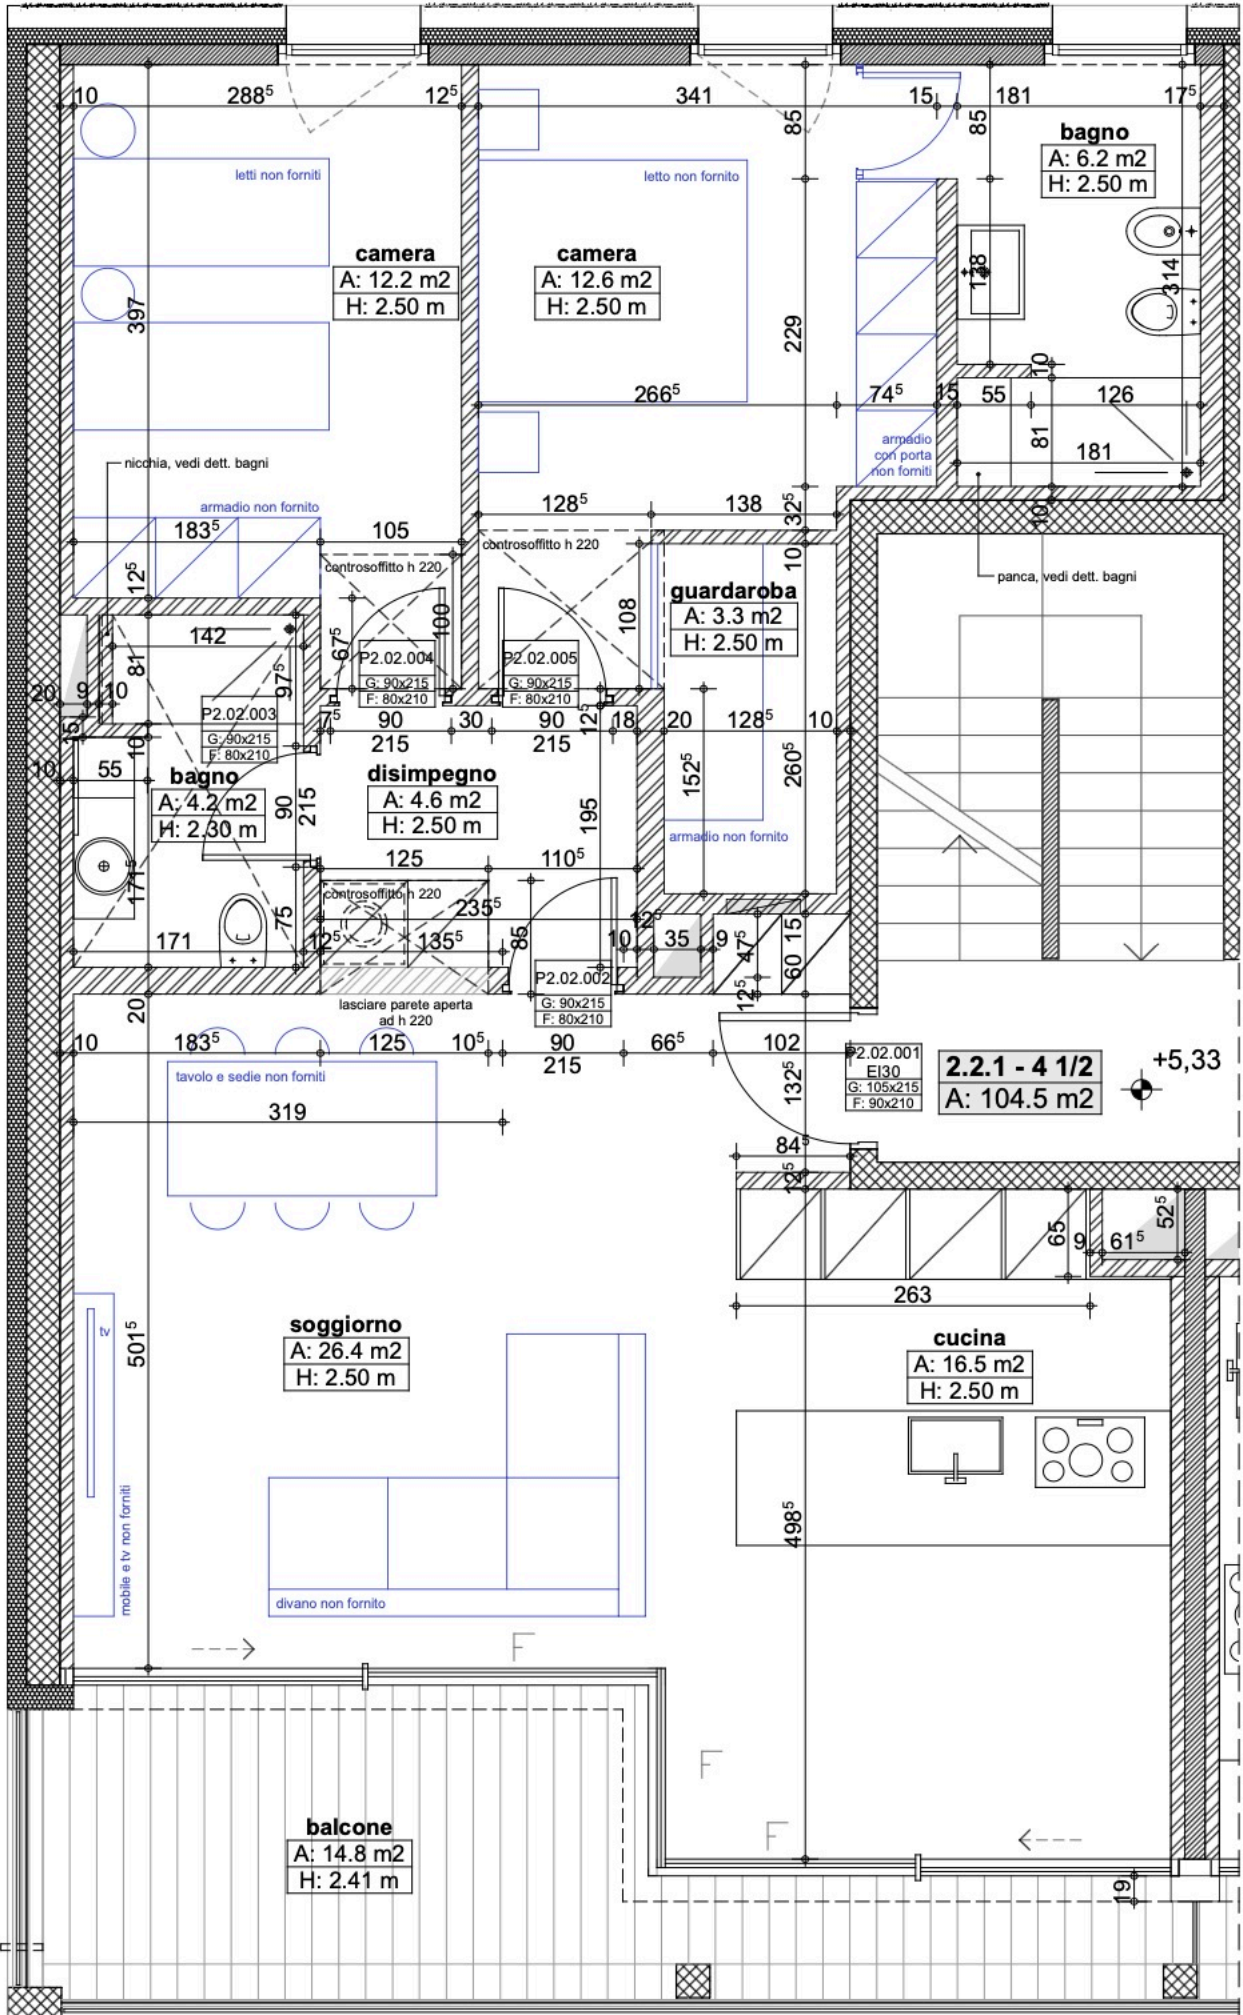 10
288⁵
12⁵
341
15
181
17⁵
85
85
bagno
A: 6.2 m2
H: 2.50 m
letti non forniti
letto non fornito
camera
A: 12.2 m2
H: 2.50 m
camera
A: 12.6 m2
H: 2.50 m
397
229
138
314
10
266⁵
74⁵
15
55
126
81
181
armadio
con porta
non forniti
nicchia, vedi dett. bagni
armadio non fornito
183⁵
105
128⁵
138
32⁵
10
controsoffitto h 220
controsoffitto h 220
10
panca, vedi dett. bagni
12⁵
guardaroba
A: 3.3 m2
H: 2.50 m
142
81
97⁵
67⁵
100
108
P2.02.004
G: 90x215
F: 80x210
P2.02.005
G: 90x215
F: 80x210
20
9
10
15
10
P2.02.003
G: 90x215
F: 80x210
7⁵
90
215
30
90
215
12⁵
18
20
128⁵
10
10
55
bagno
A: 4.2 m2
H: 2.30 m
90
215
disimpegno
A: 4.6 m2
H: 2.50 m
195
152⁵
260⁵
armadio non fornito
125
110⁵
171⁵
controsoffitto h 220
235⁵
75
171
12⁵
135⁵
85
12⁵
10
35
9
47⁵
15
60
12⁵
P2.02.002
G: 90x215
F: 80x210
20
lasciare parete aperta
ad h 220
10
183⁵
125
10⁵
90
215
66⁵
102
132⁵
P2.02.001
EI30
G: 105x215
F: 90x210
2.2.1 - 4 1/2
A: 104.5 m2
+5,33
tavolo e sedie non forniti
319
84⁵
12⁵
65
9
61⁵
52⁵
263
soggiorno
A: 26.4 m2
H: 2.50 m
cucina
A: 16.5 m2
H: 2.50 m
tv
501⁵
mobile e tv non forniti
498⁵
divano non fornito
F
F
F
balcone
A: 14.8 m2
H: 2.41 m
19